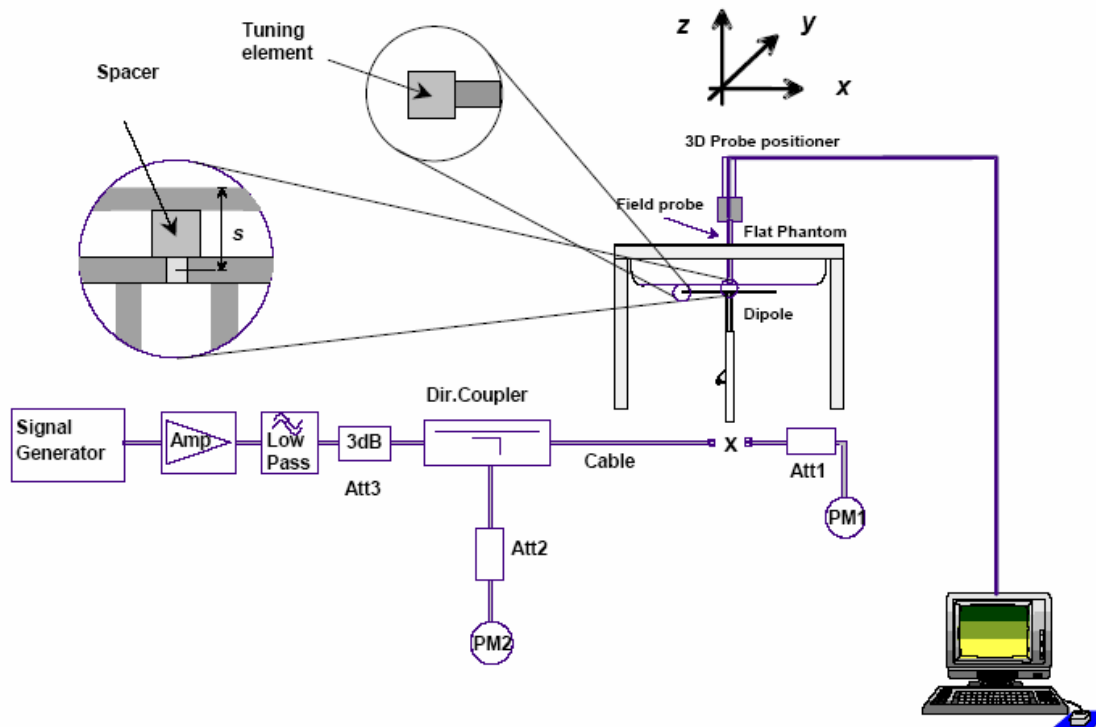 Tuning
element
Spacer
s
z
y
x
3D Probe positioner
Field probe
Flat Phantom
Dipole
Dir.Coupler
Signal
Generator
Amp
Low
Pass
3dB
Att3
Cable
X
Att1
PM1
Att2
PM2